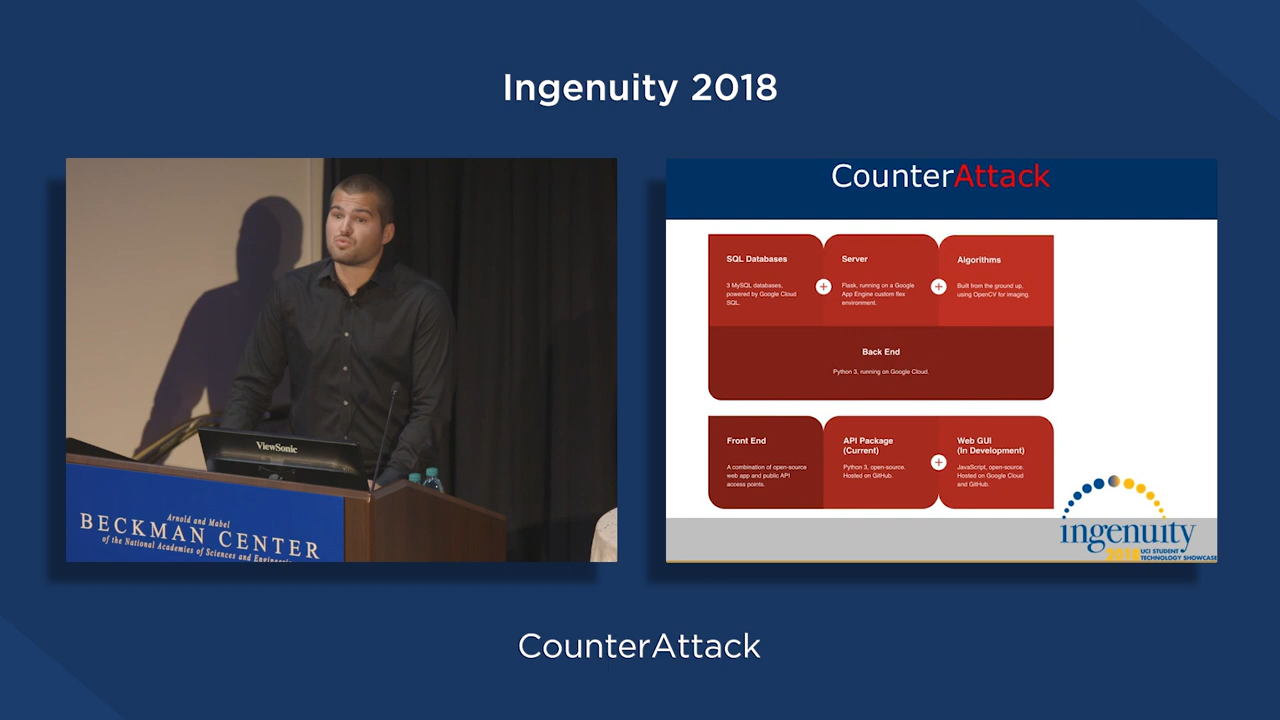 Ingenuity 2018
ViewSonic
Arnold and Mabel
BECKMAN CENTER
of the National Academies of Sciences and Engineering
CounterAttack
SQL Databases
3 MySQL databases,
powered by Google Cloud
SQL.
Server
Flask, running on a Google
App Engine custom flex
environment.
Algorithms
Built from the ground up,
using OpenCV for imaging.
Back End
Python 3, running on Google Cloud.
Front End
A combination of open-source
web app and public API
access points.
API Package
(Current)
Python 3, open-source.
Hosted on GitHub.
Web GUI
(In Development)
JavaScript, open-source.
Hosted on Google Cloud
and GitHub.
ingenuity
2018 UCI STUDENT
TECHNOLOGY SHOWCASE
CounterAttack